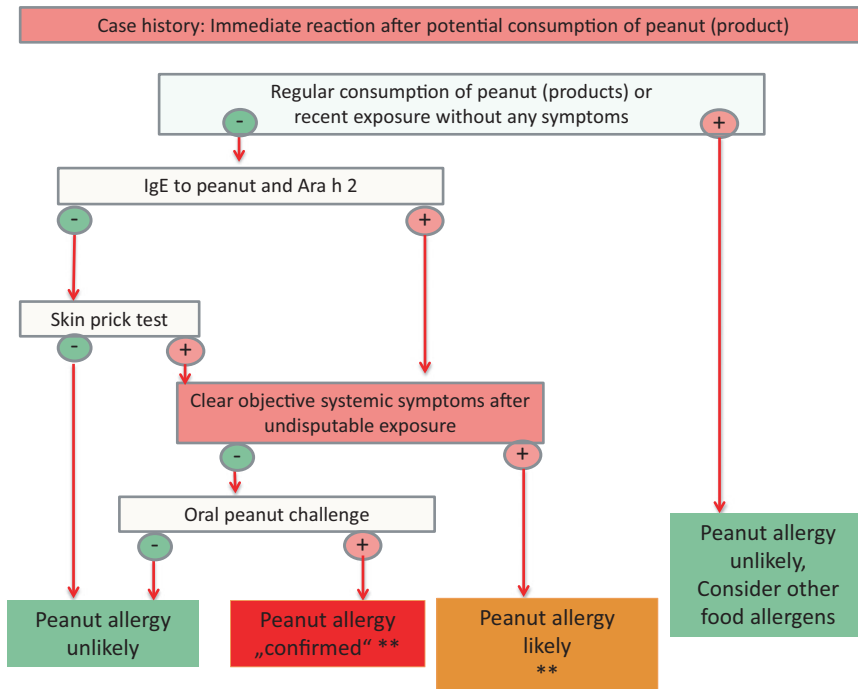 Case history: Immediate reaction after potential consumption of peanut (product)
Regular consumption of peanut (products) or
recent exposure without any symptoms
-
+
IgE to peanut and Ara h 2
-
+
Skin prick test
-
+
Clear objective systemic symptoms after
undisputable exposure
-
+
Oral peanut challenge
-
+
Peanut allergy
unlikely
Peanut allergy
„confirmed“ **
Peanut allergy
likely
**
Peanut allergy
unlikely,
Consider other
food allergens